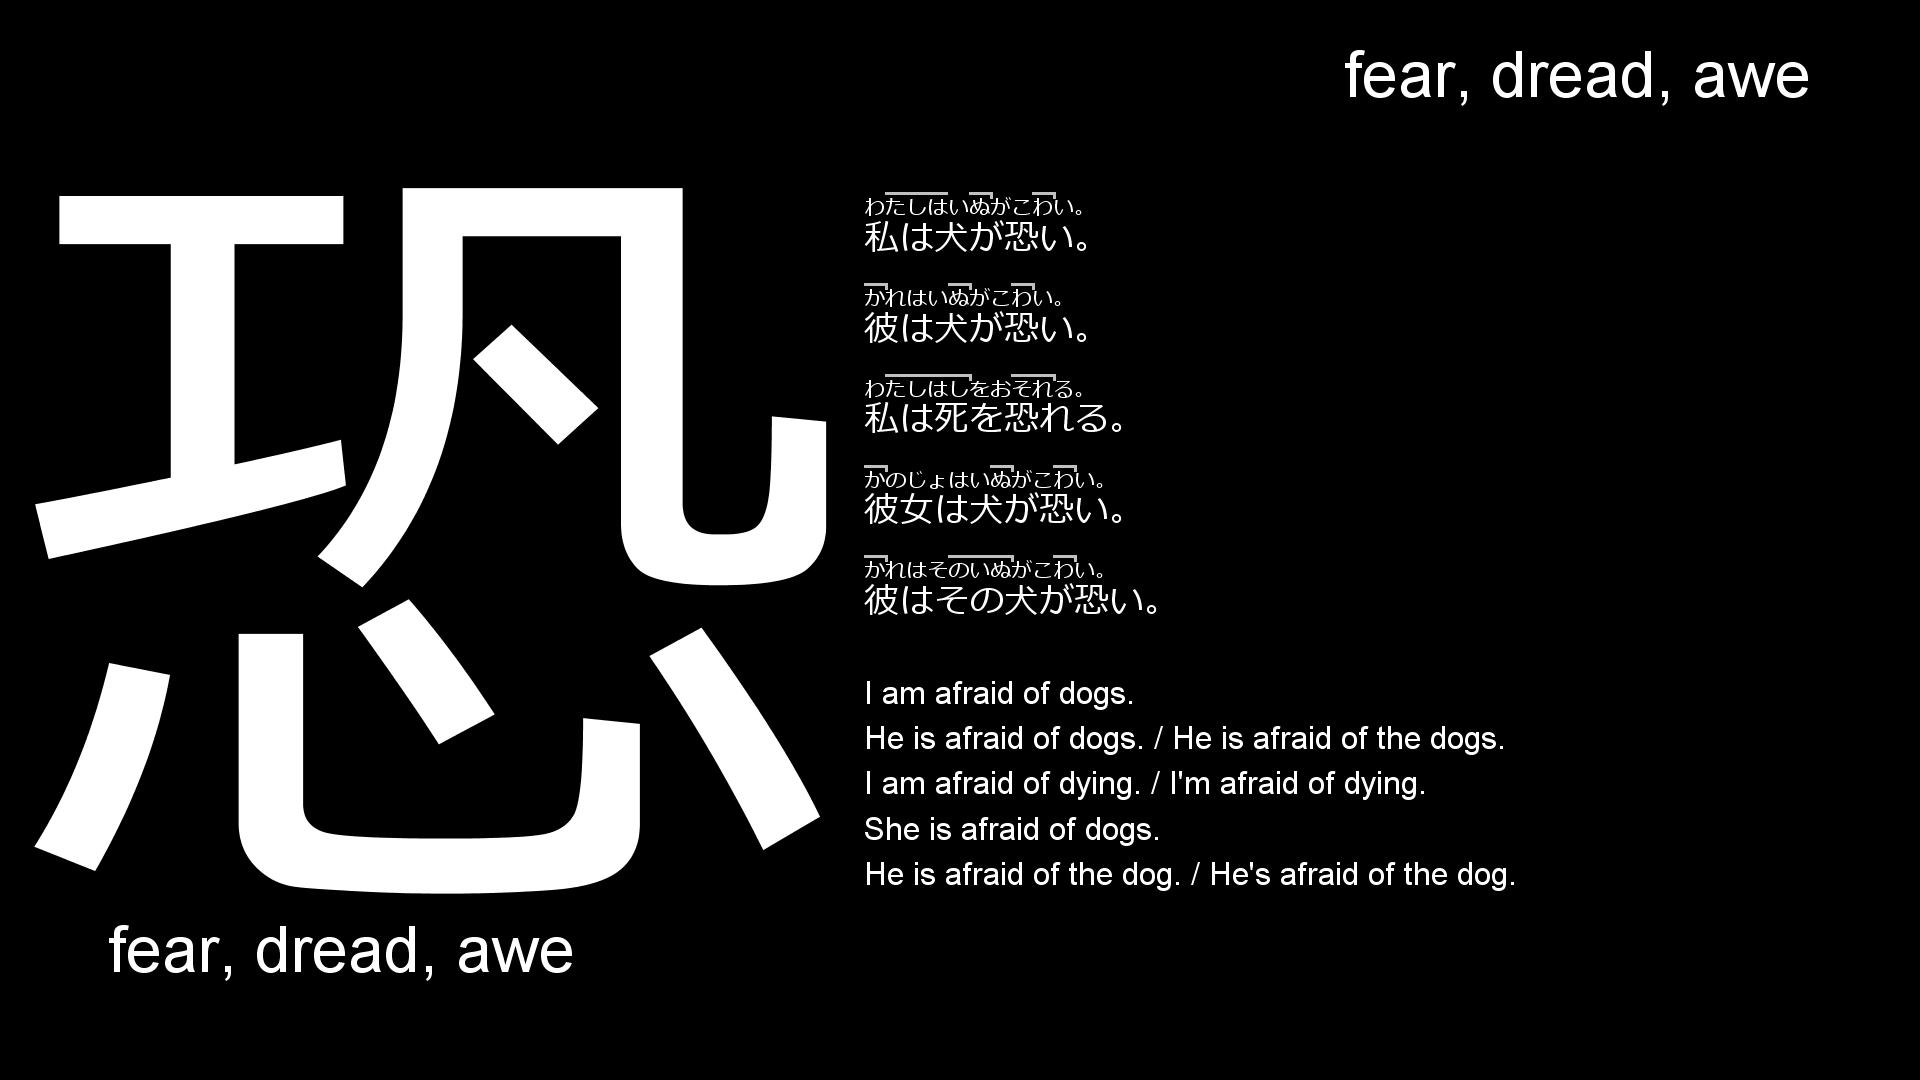 fear, dread, awe
恐
わたしはいぬがこわい。
私は犬が恐い。
かれはいぬがこわい。
彼は犬が恐い。
わたしはしをおそれる。
私は死を恐れる。
かのじょはいぬがこわい。
彼女は犬が恐い。
かれはそのいぬがこわい。
彼はその犬が恐い。
I am afraid of dogs.
He is afraid of dogs. / He is afraid of the dogs.
I am afraid of dying. / I'm afraid of dying.
She is afraid of dogs.
He is afraid of the dog. / He's afraid of the dog.
fear, dread, awe